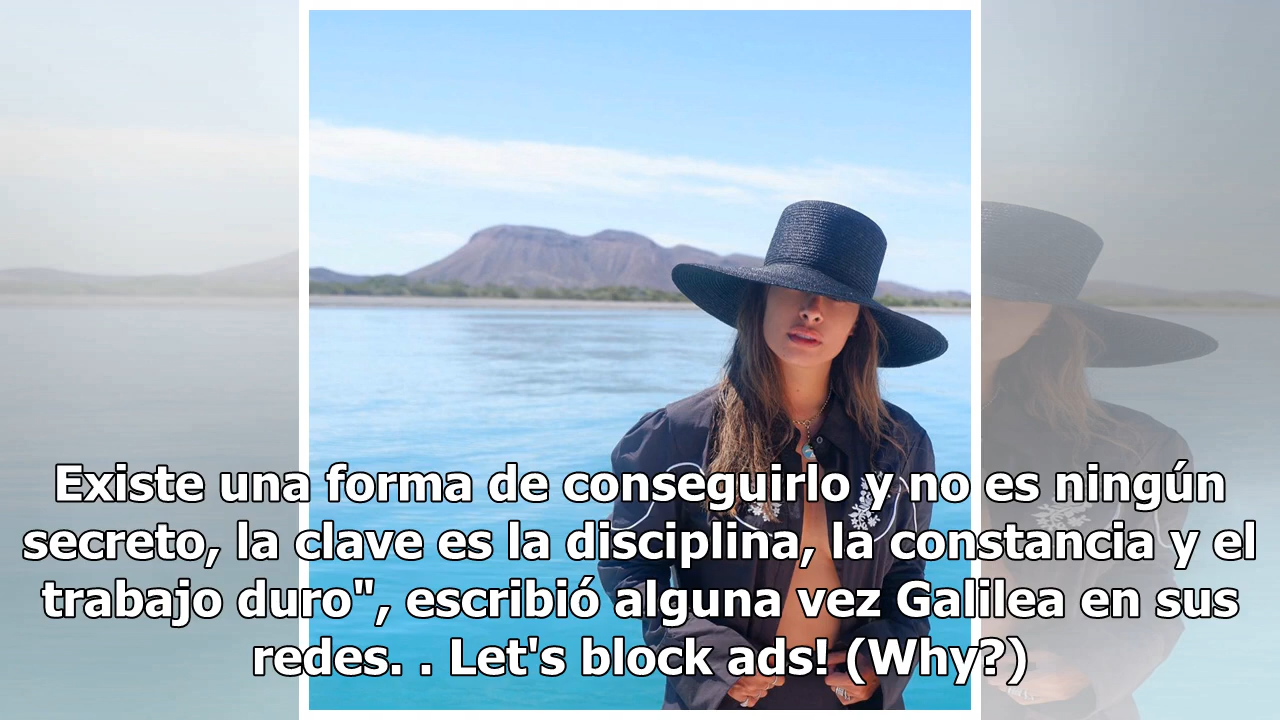 Existe una forma de conseguirlo y no es ningún
secreto, la clave es la disciplina, la constancia y el
trabajo duro", escribió alguna vez Galilea en sus
redes. . Let's block ads! (Why?)